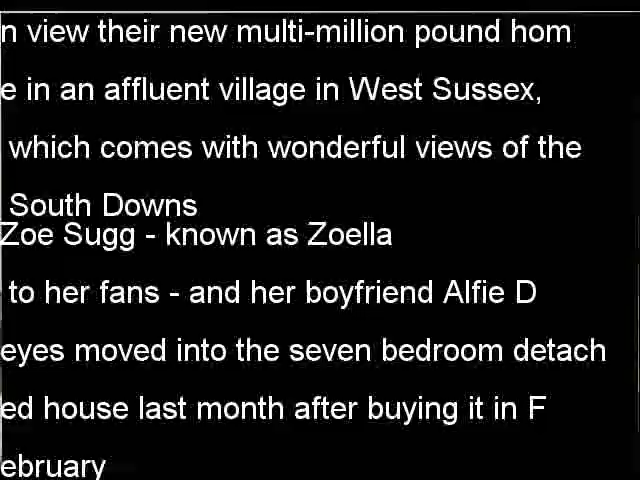 n view their new multi-million pound hom
e in an affluent village in West Sussex,
which comes with wonderful views of the
South Downs
Zoe Sugg - known as Zoella
to her fans - and her boyfriend Alfie D
eyes moved into the seven bedroom detach
ed house last month after buying it in F
ebruary